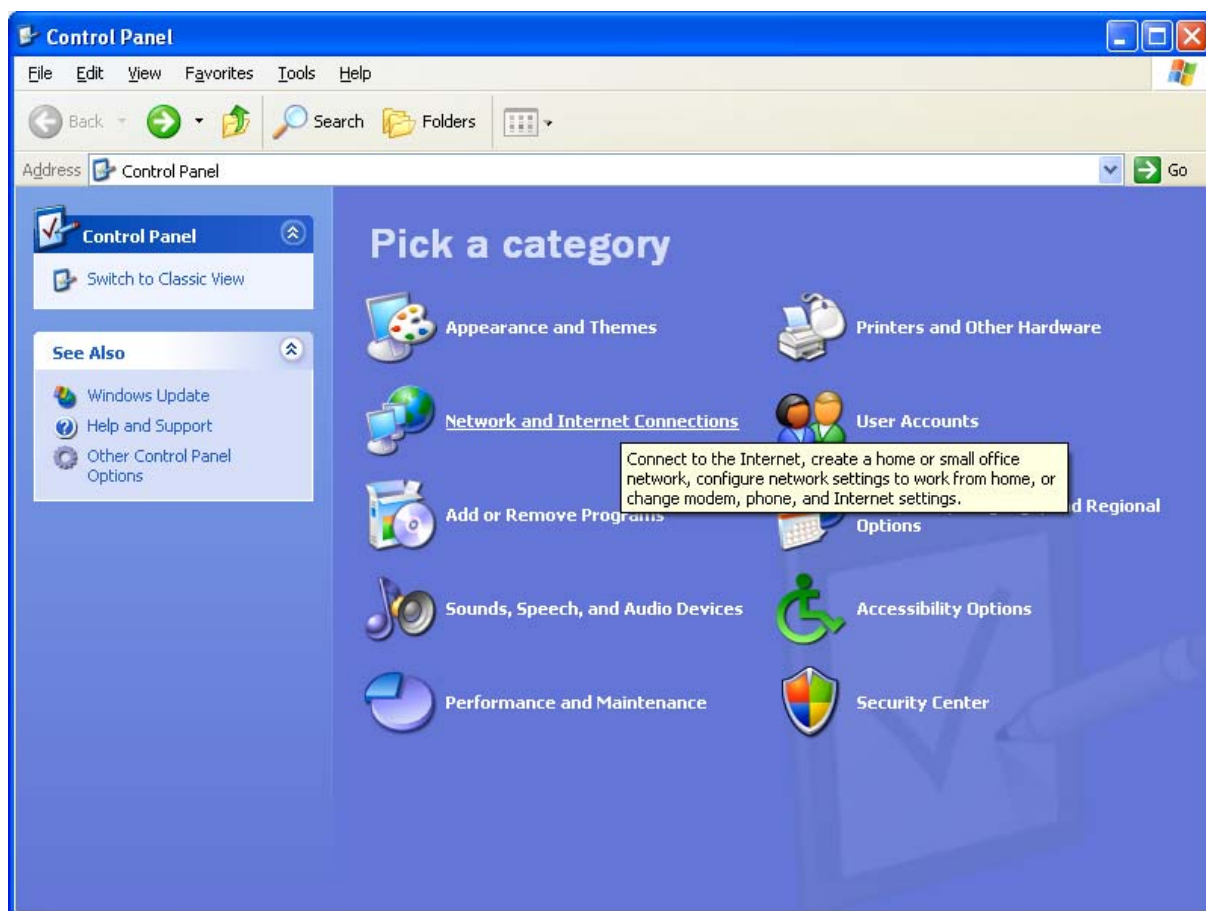 Control Panel
File Edit View Favorites Tools Help
Back Search Folders
Address Control Panel Go
Control Panel
Switch to Classic View
See Also
Windows Update
Help and Support
Other Control Panel
Options
Pick a category
Appearance and Themes
Printers and Other Hardware
Network and Internet Connections
User Accounts
Connect to the Internet, create a home or small office
network, configure network settings to work from home, or
change modem, phone, and Internet settings.
Add or Remove Programs
Regional
Options
Sounds, Speech, and Audio Devices
Accessibility Options
Performance and Maintenance
Security Center